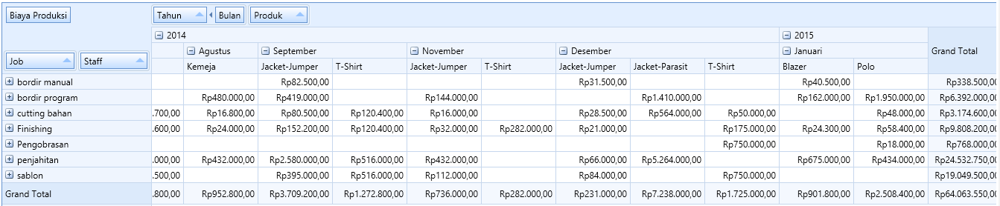 Biaya Produksi Tahun Bulan Produk
2014 2015
Job Staff Agustus September November Desember Januari Grand Total
Kemeja Jacket-Jumper T-Shirt Jacket-Jumper T-Shirt Jacket-Jumper Jacket-Parasit T-Shirt Blazer Polo
bordir manual Rp82.500,00 Rp31.500,00 Rp40.500,00 Rp338.500,00
bordir program Rp480.000,00 Rp419.000,00 Rp144.000,00 Rp1.410.000,00 Rp162.000,00 Rp1.950.000,00 Rp6.392.000,00
cutting bahan .700,00 Rp16.800,00 Rp80.500,00 Rp120.400,00 Rp16.000,00 Rp28.500,00 Rp564.000,00 Rp50.000,00 Rp48.000,00 Rp3.174.600,00
Finishing .600,00 Rp24.000,00 Rp152.200,00 Rp120.400,00 Rp32.000,00 Rp282.000,00 Rp21.000,00 Rp175.000,00 Rp24.300,00 Rp58.400,00 Rp9.808.200,00
Pengobrasan Rp750.000,00 Rp18.000,00 Rp768.000,00
penjahitan .000,00 Rp432.000,00 Rp2.580.000,00 Rp516.000,00 Rp432.000,00 Rp66.000,00 Rp5.264.000,00 Rp675.000,00 Rp434.000,00 Rp24.532.750,00
sablon .500,00 Rp395.000,00 Rp516.000,00 Rp112.000,00 Rp84.000,00 Rp750.000,00 Rp19.049.500,00
Grand Total .800,00 Rp952.800,00 Rp3.709.200,00 Rp1.272.800,00 Rp736.000,00 Rp282.000,00 Rp231.000,00 Rp7.238.000,00 Rp1.725.000,00 Rp901.800,00 Rp2.508.400,00 Rp64.063.550,00